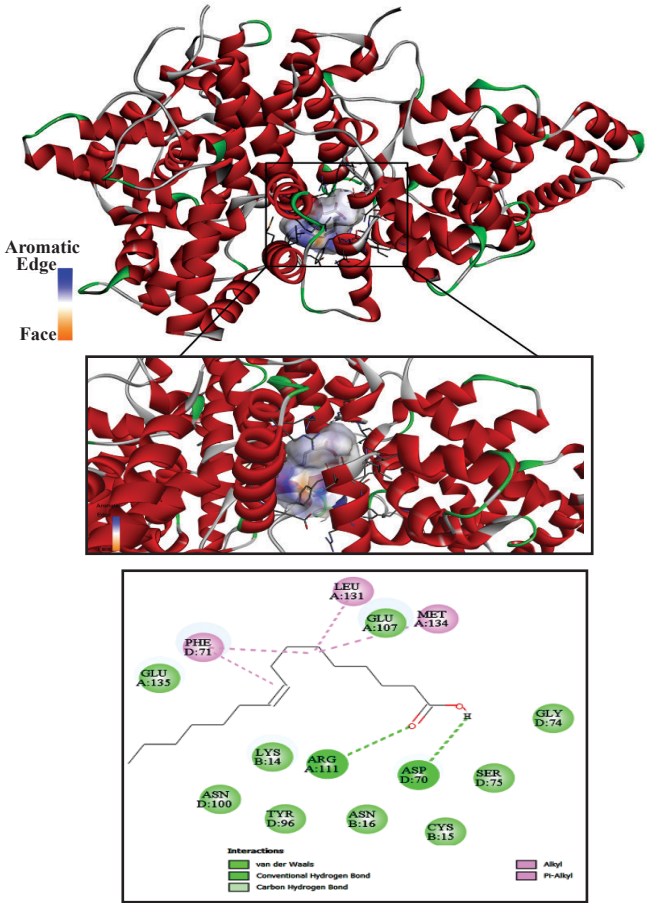 Aromatic
Edge
Face
LEU
A:131
GLU
A:107
MET
A:134
PHE
D:71
GLU
A:135
H
GLY
D:74
LYS
B:14
ARG
A:111
ASP
D:70
SER
D:75
ASN
D:100
TYR
D:96
ASN
B:16
CYS
B:15
Interactions
van der Waals
Conventional Hydrogen Bond
Carbon Hydrogen Bond
Alkyl
Pi-Alkyl